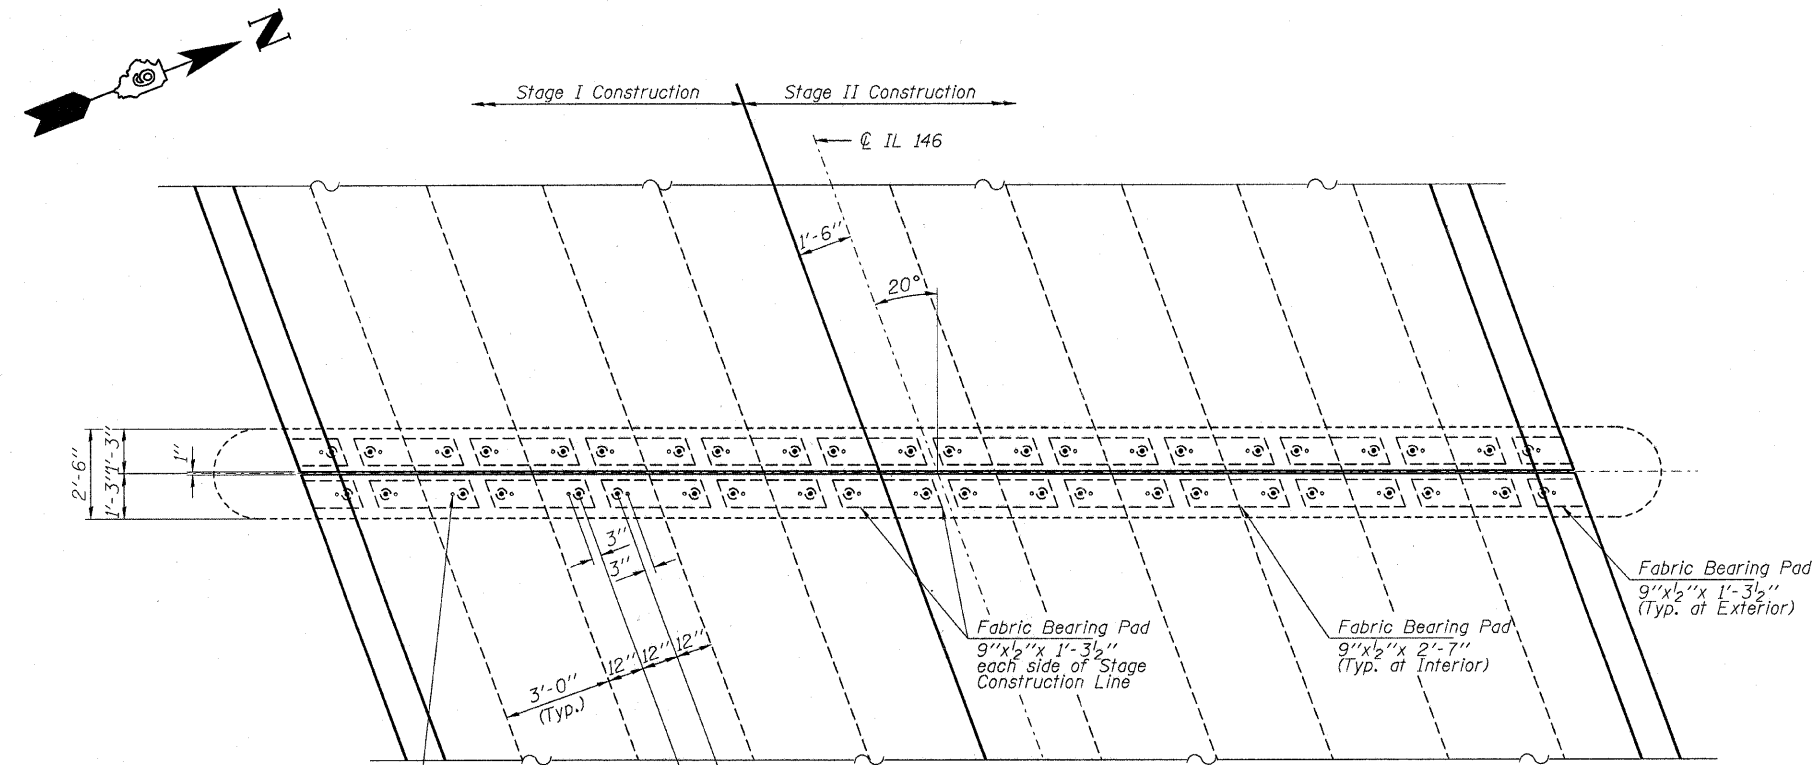 N
Stage I Construction
Stage II Construction
℄ IL 146
1'-6"
20°
2'-6"
1'-3"
1'-3"
1"
3"
3"
12"
12"
12"
3'-0"
(Typ.)
Fabric Bearing Pad
9"x½"x 1'-3½"
each side of Stage
Construction Line
Fabric Bearing Pad
9"x½"x 2'-7"
(Typ. at Interior)
Fabric Bearing Pad
9"x½"x 1'-3½"
(Typ. at Exterior)